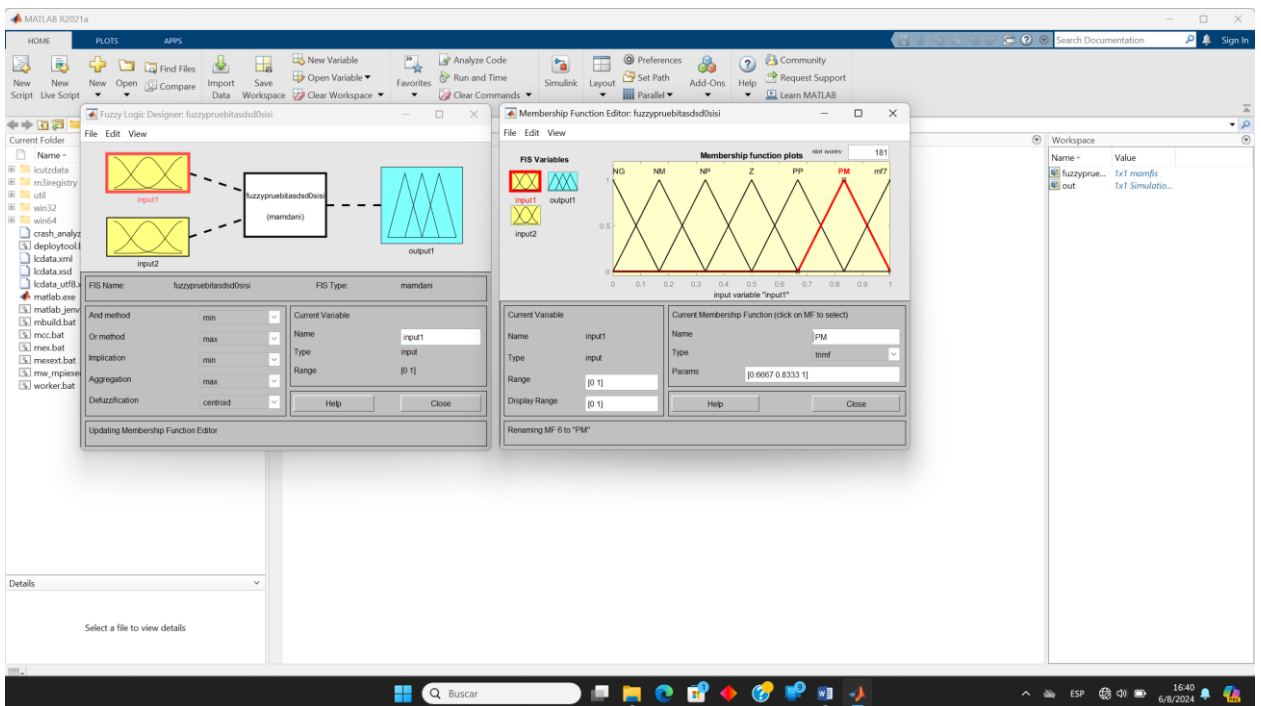 MATLAB R2021a
HOME PLOTS APPS
Search Documentation Sign In
New Script
New Live Script
New
Open
Find Files
Compare
Import Data
Save Workspace
New Variable
Open Variable
Clear Workspace
Favorites
Analyze Code
Run and Time
Clear Commands
Simulink
Layout
Preferences
Set Path
Parallel
Add-Ons
Help
Community
Request Support
Learn MATLAB
Current Folder
Name
icutzdata
m3iregistry
util
win32
win64
crash_analyz
deploytool.b
lcdata.xml
lcdata.xsd
lcdata_utf8.x
matlab.exe
matlab_jenv
mbuild.bat
mcc.bat
mex.bat
mexext.bat
mw_mpiexe
worker.bat
Details
Select a file to view details
Fuzzy Logic Designer: fuzzypruebitasdsd0sisi
File Edit View
input1
input2
fuzzypruebitasdsd0sisi
(mamdani)
output1
FIS Name: fuzzypruebitasdsd0sisi FIS Type: mamdani
And method min
Or method max
Implication min
Aggregation max
Defuzzification centroid
Current Variable
Name input1
Type input
Range [0 1]
Help Close
Updating Membership Function Editor
Membership Function Editor: fuzzypruebitasdsd0sisi
File Edit View
FIS Variables
input1 output1
input2
Membership function plots plot points: 181
NG NM NP Z PP PM mf7
1
0.5
0
0 0.1 0.2 0.3 0.4 0.5 0.6 0.7 0.8 0.9 1
input variable "input1"
Current Variable
Name input1
Type input
Range [0 1]
Display Range [0 1]
Current Membership Function (click on MF to select)
Name PM
Type trimf
Params [0.6667 0.8333 1]
Help Close
Renaming MF 6 to "PM"
Workspace
Name Value
fuzzyprue... 1x1 mamfis
out 1x1 Simulatio...
Buscar
ESP
16:40
6/8/2024